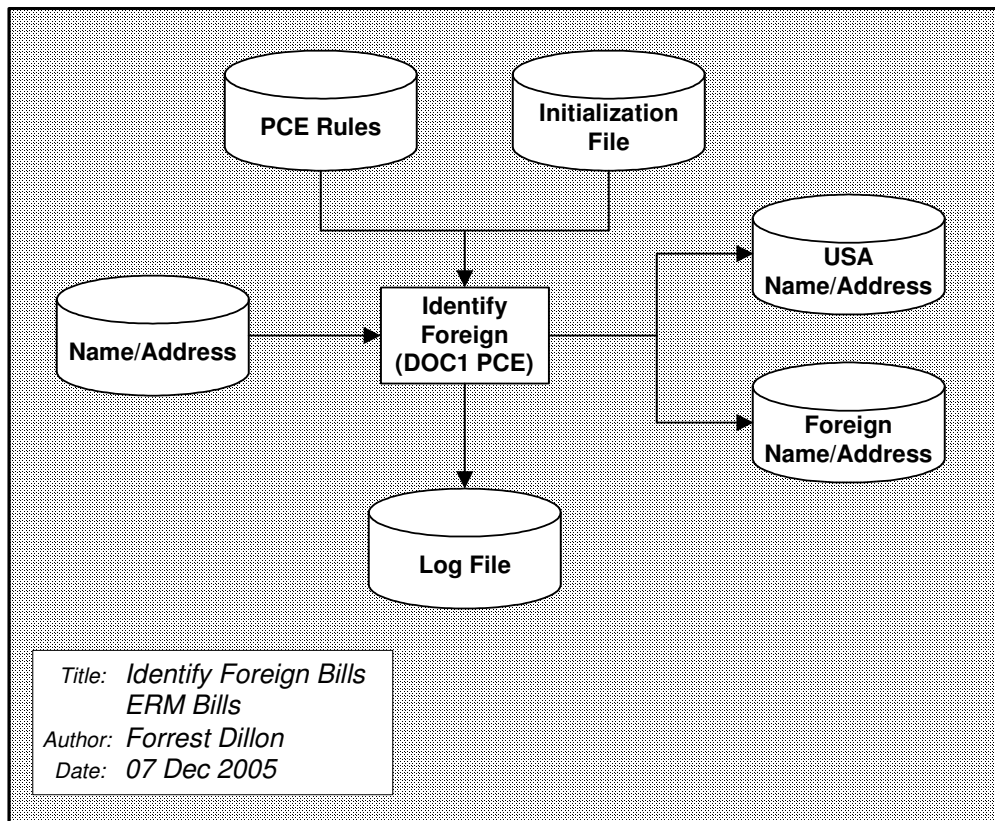 PCE Rules
Initialization
File
USA
Name/Address
Identify
Foreign
(DOC1 PCE)
Name/Address
Foreign
Name/Address
Log File
Title: Identify Foreign Bills
ERM Bills
Author: Forrest Dillon
Date: 07 Dec 2005